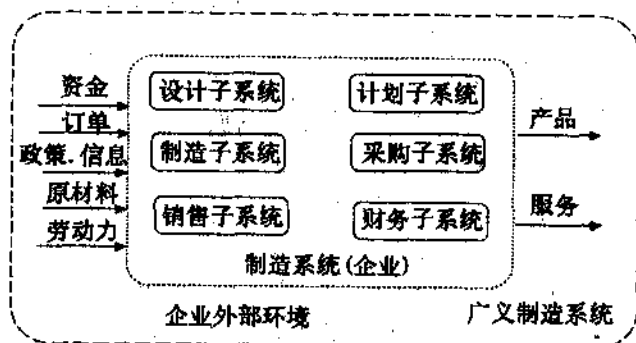 资金
订单
政策.信息
原材料
劳动力
设计子系统
计划子系统
制造子系统
采购子系统
销售子系统
财务子系统
制造系统(企业)
产品
服务
企业外部环境
广义制造系统